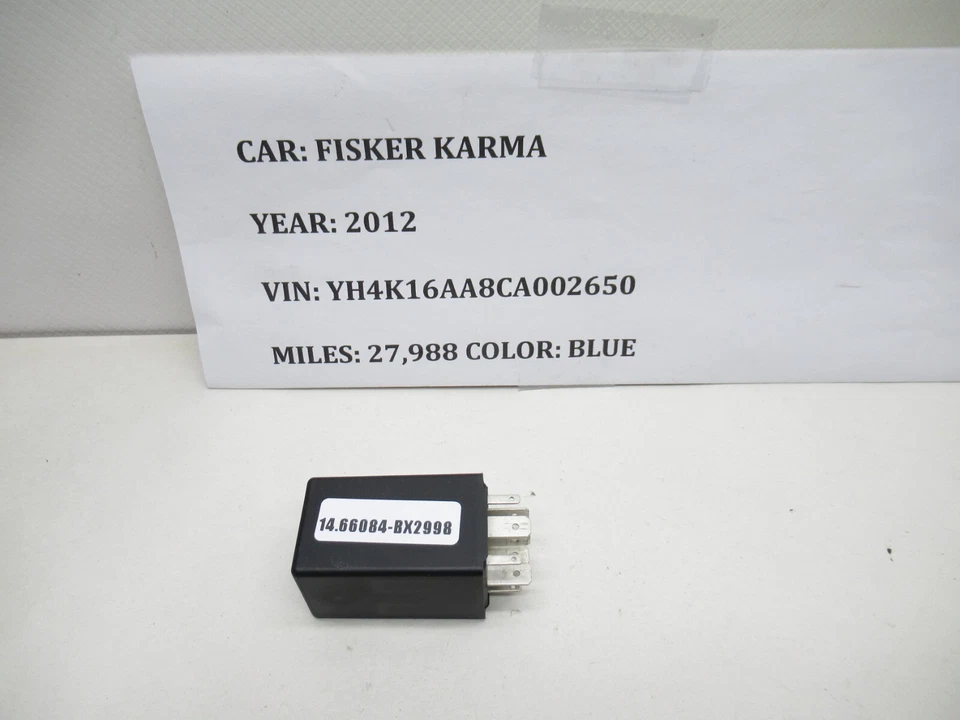 CAR: FISKER KARMA
YEAR: 2012
VIN: YH4K16AA8CA002650
MILES: 27,988 COLOR: BLUE
14.66084-BX2998